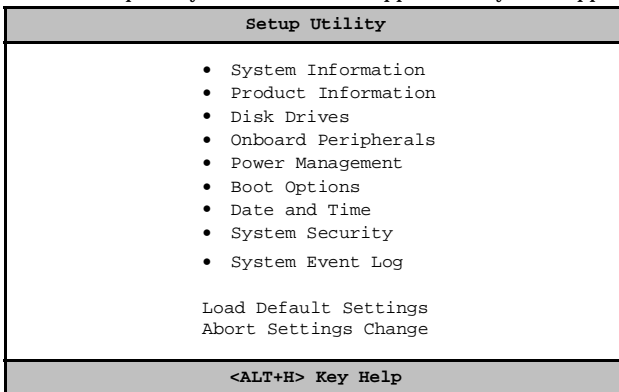 Setup Utility
• System Information
• Product Information
• Disk Drives
• Onboard Peripherals
• Power Management
• Boot Options
• Date and Time
• System Security
• System Event Log
Load Default Settings
Abort Settings Change
<ALT+H> Key Help